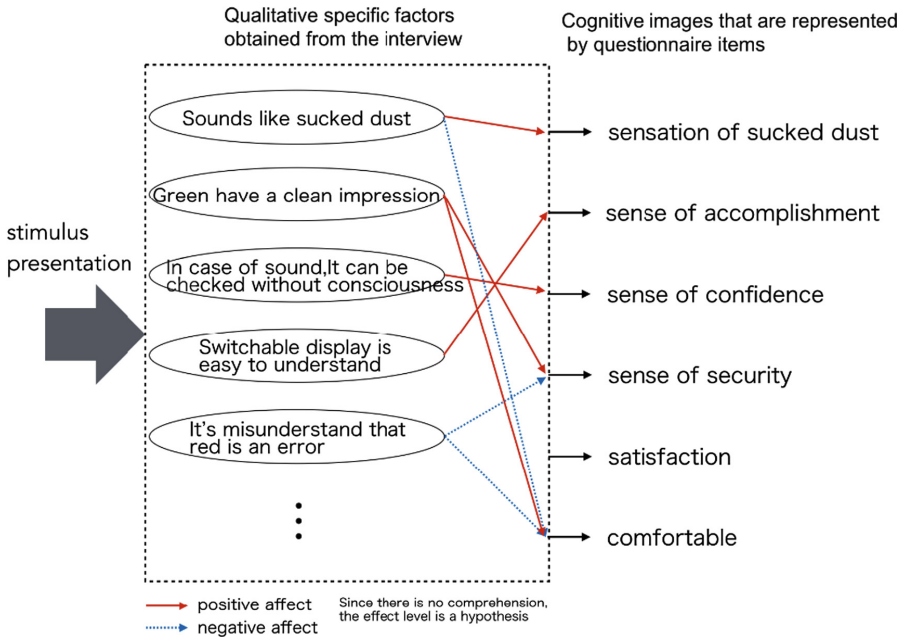 Qualitative specific factors
obtained from the interview
Cognitive images that are represented
by questionnaire items
stimulus
presentation
Sounds like sucked dust
Green have a clean impression
In case of sound,It can be
checked without consciousness
Switchable display is
easy to understand
It's misunderstand that
red is an error
sensation of sucked dust
sense of accomplishment
sense of confidence
sense of security
satisfaction
comfortable
positive affect
negative affect
Since there is no comprehension,
the effect level is a hypothesis